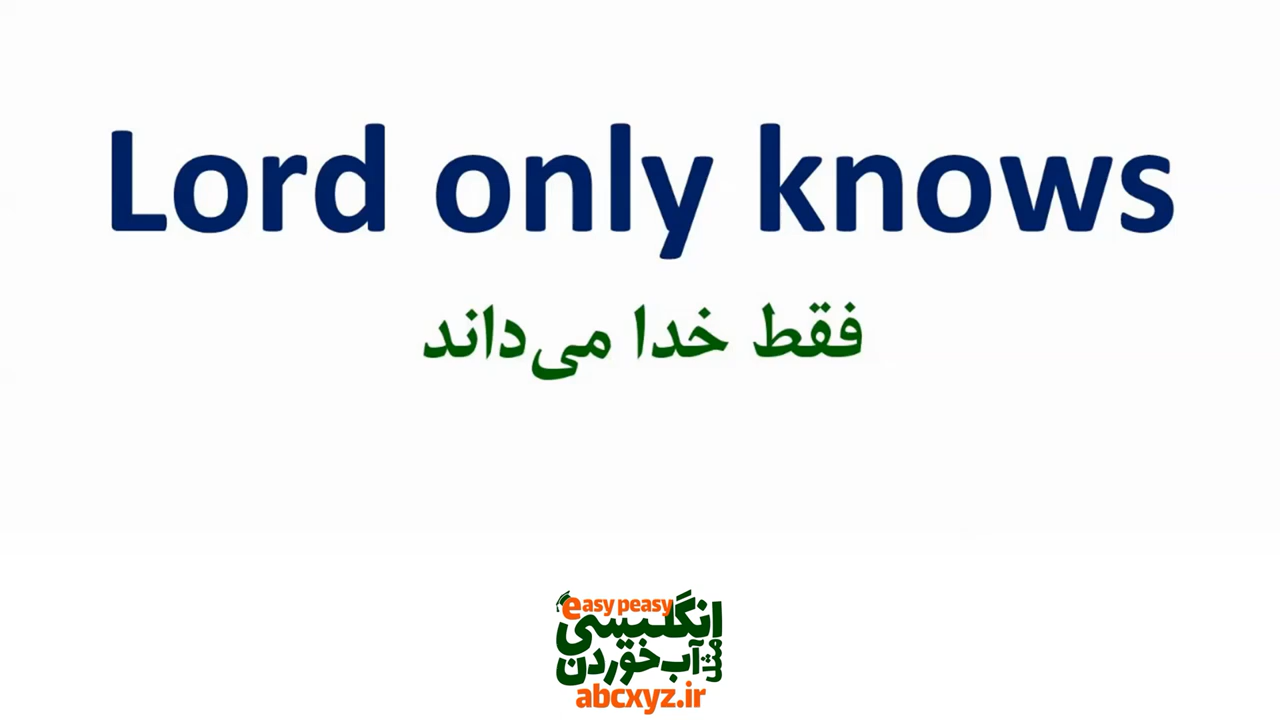 Lord only knows
فقط خدا می‌داند
easy peasy
انگلیسی
مثل آب خوردن
abcxyz.ir